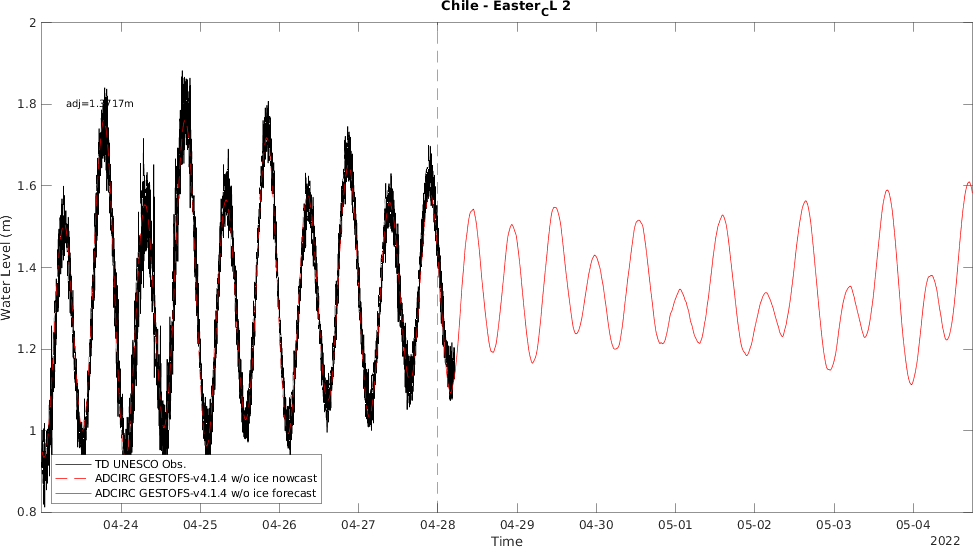 Chile - Easter_CL 2
2
1.8
1.6
1.4
1.2
1
0.8
Water Level (m)
adj=1.3717m
TD UNESCO Obs.
ADCIRC GESTOFS-v4.1.4 w/o ice nowcast
ADCIRC GESTOFS-v4.1.4 w/o ice forecast
04-24 04-25 04-26 04-27 04-28 04-29 04-30 05-01 05-02 05-03 05-04
Time
2022